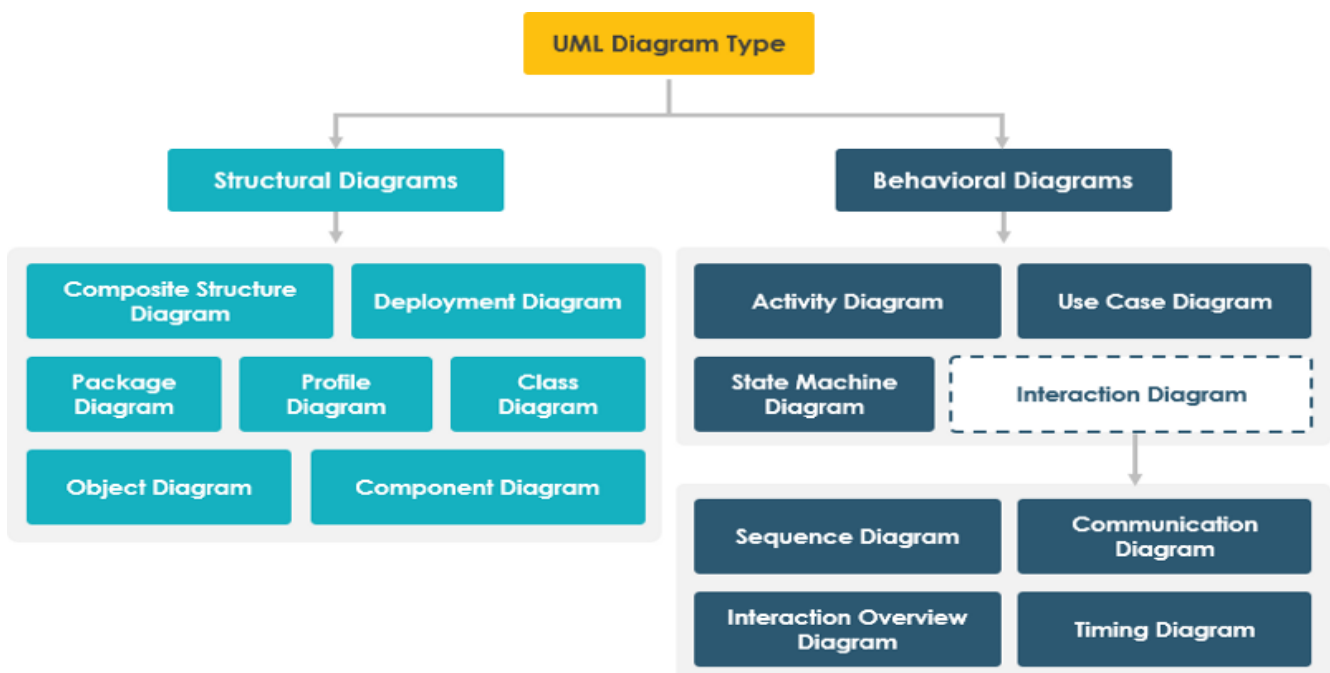 UML Diagram Type
Structural Diagrams
Behavioral Diagrams
Composite Structure
Diagram
Deployment Diagram
Package
Diagram
Profile
Diagram
Class
Diagram
Object Diagram
Component Diagram
Activity Diagram
Use Case Diagram
State Machine
Diagram
Interaction Diagram
Sequence Diagram
Communication
Diagram
Interaction Overview
Diagram
Timing Diagram